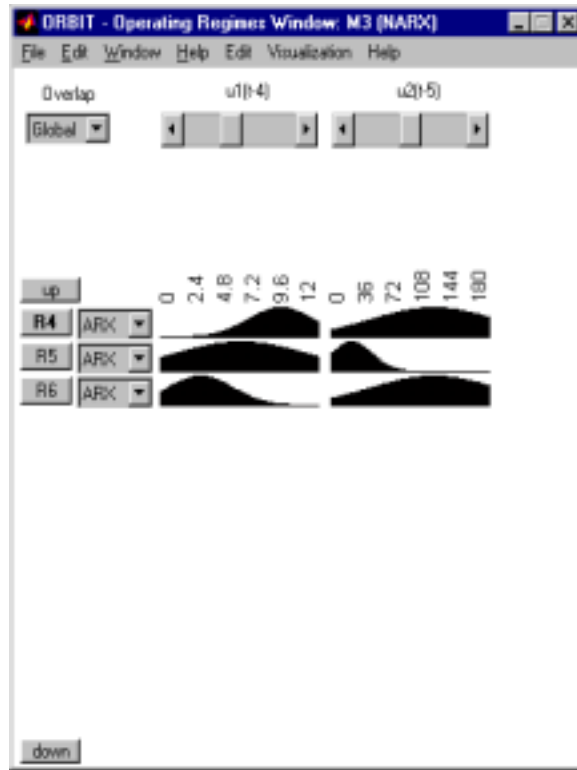 ORBIT - Operating Regimes Window: M3 (NARX)
File Edit Window Help Edit Visualization Help
Overlap u1(t-4) u2(t-5)
Global
up 0 2.4 4.8 7.2 9.6 12 0 36 72 108 144 180
R4 ARX
R5 ARX
R6 ARX
down